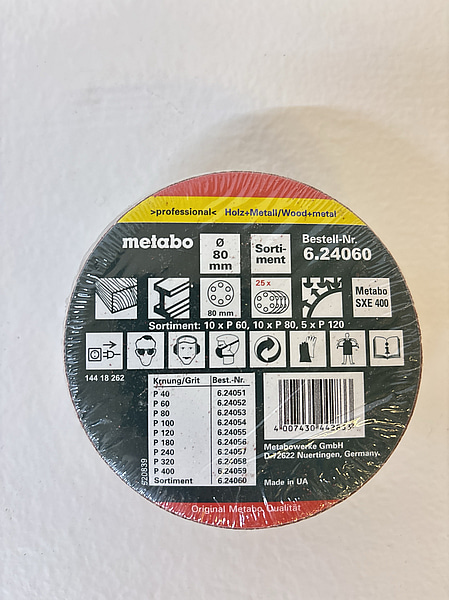 >professional< Holz+Metall/Wood+metal
metabo
Ø
80
mm
Sorti-
ment
Bestell-Nr.
6.24060
80 mm
25 x
Metabo
SXE 400
Sortiment: 10 x P 60, 10 x P 80, 5 x P 120
144 18 262
Krnung/Grit Best.-Nr.
P 40 6.24051
P 60 6.24052
P 80 6.24053
P 100 6.24054
P 120 6.24055
P 180 6.24056
P 240 6.24057
P 320 6.24058
P 400 6.24059
Sortiment 6.24060
Metabowerke GmbH
D-72622 Nuertingen, Germany.
Made in UA
Original Metabo Qualität